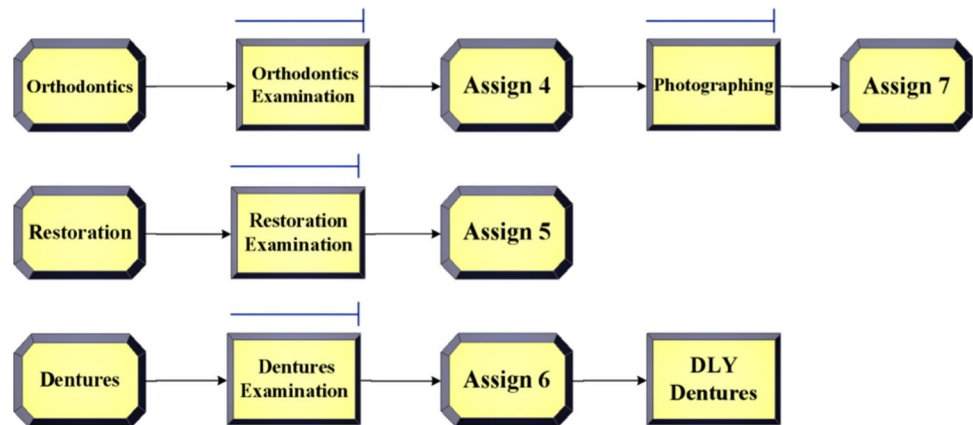 Orthodontics
Orthodontics
Examination
Assign 4
Photographing
Assign 7
Restoration
Restoration
Examination
Assign 5
Dentures
Dentures
Examination
Assign 6
DLY
Dentures